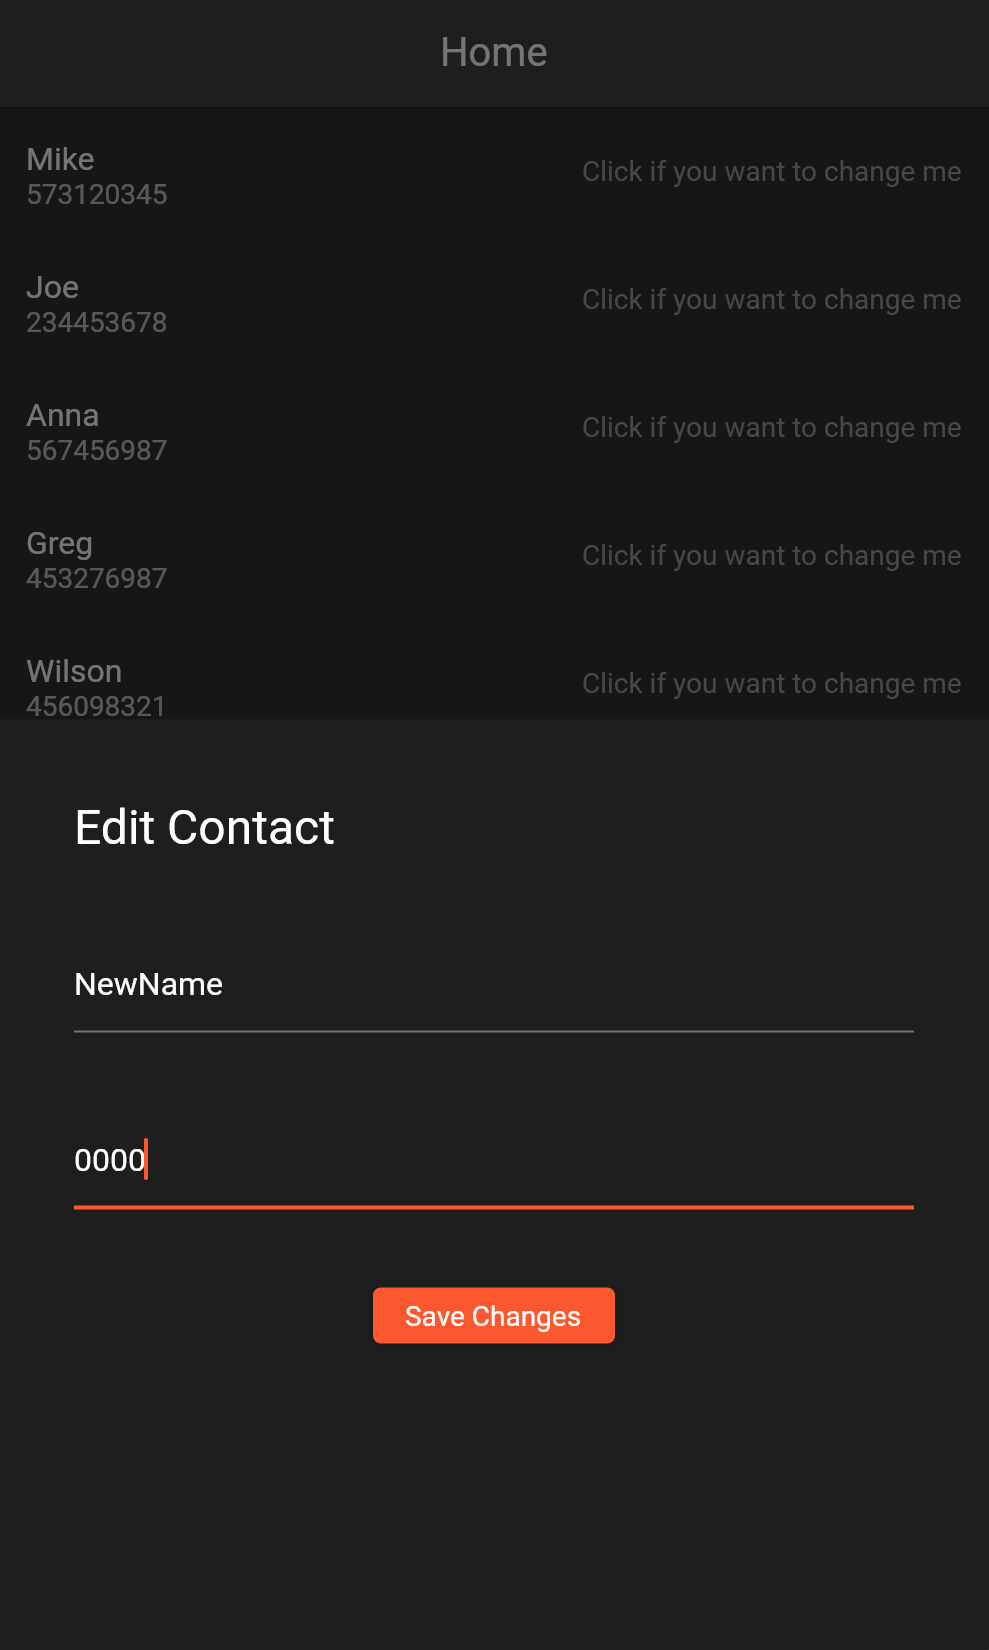 Home
Mike
573120345
Click if you want to change me
Joe
234453678
Click if you want to change me
Anna
567456987
Click if you want to change me
Greg
453276987
Click if you want to change me
Wilson
456098321
Click if you want to change me
Edit Contact
NewName
0000
Save Changes